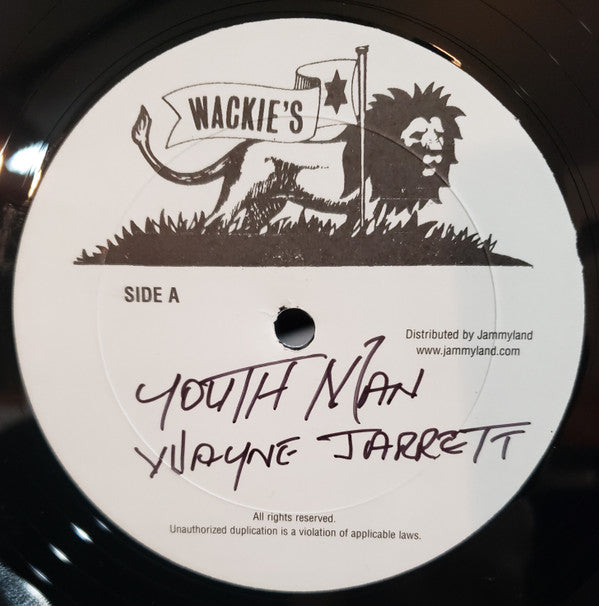 WACKIE'S
SIDE A
Distributed by Jammyland
www.jammyland.com
YOUTH MAN
WAYNE JARRETT
All rights reserved.
Unauthorized duplication is a violation of applicable laws.